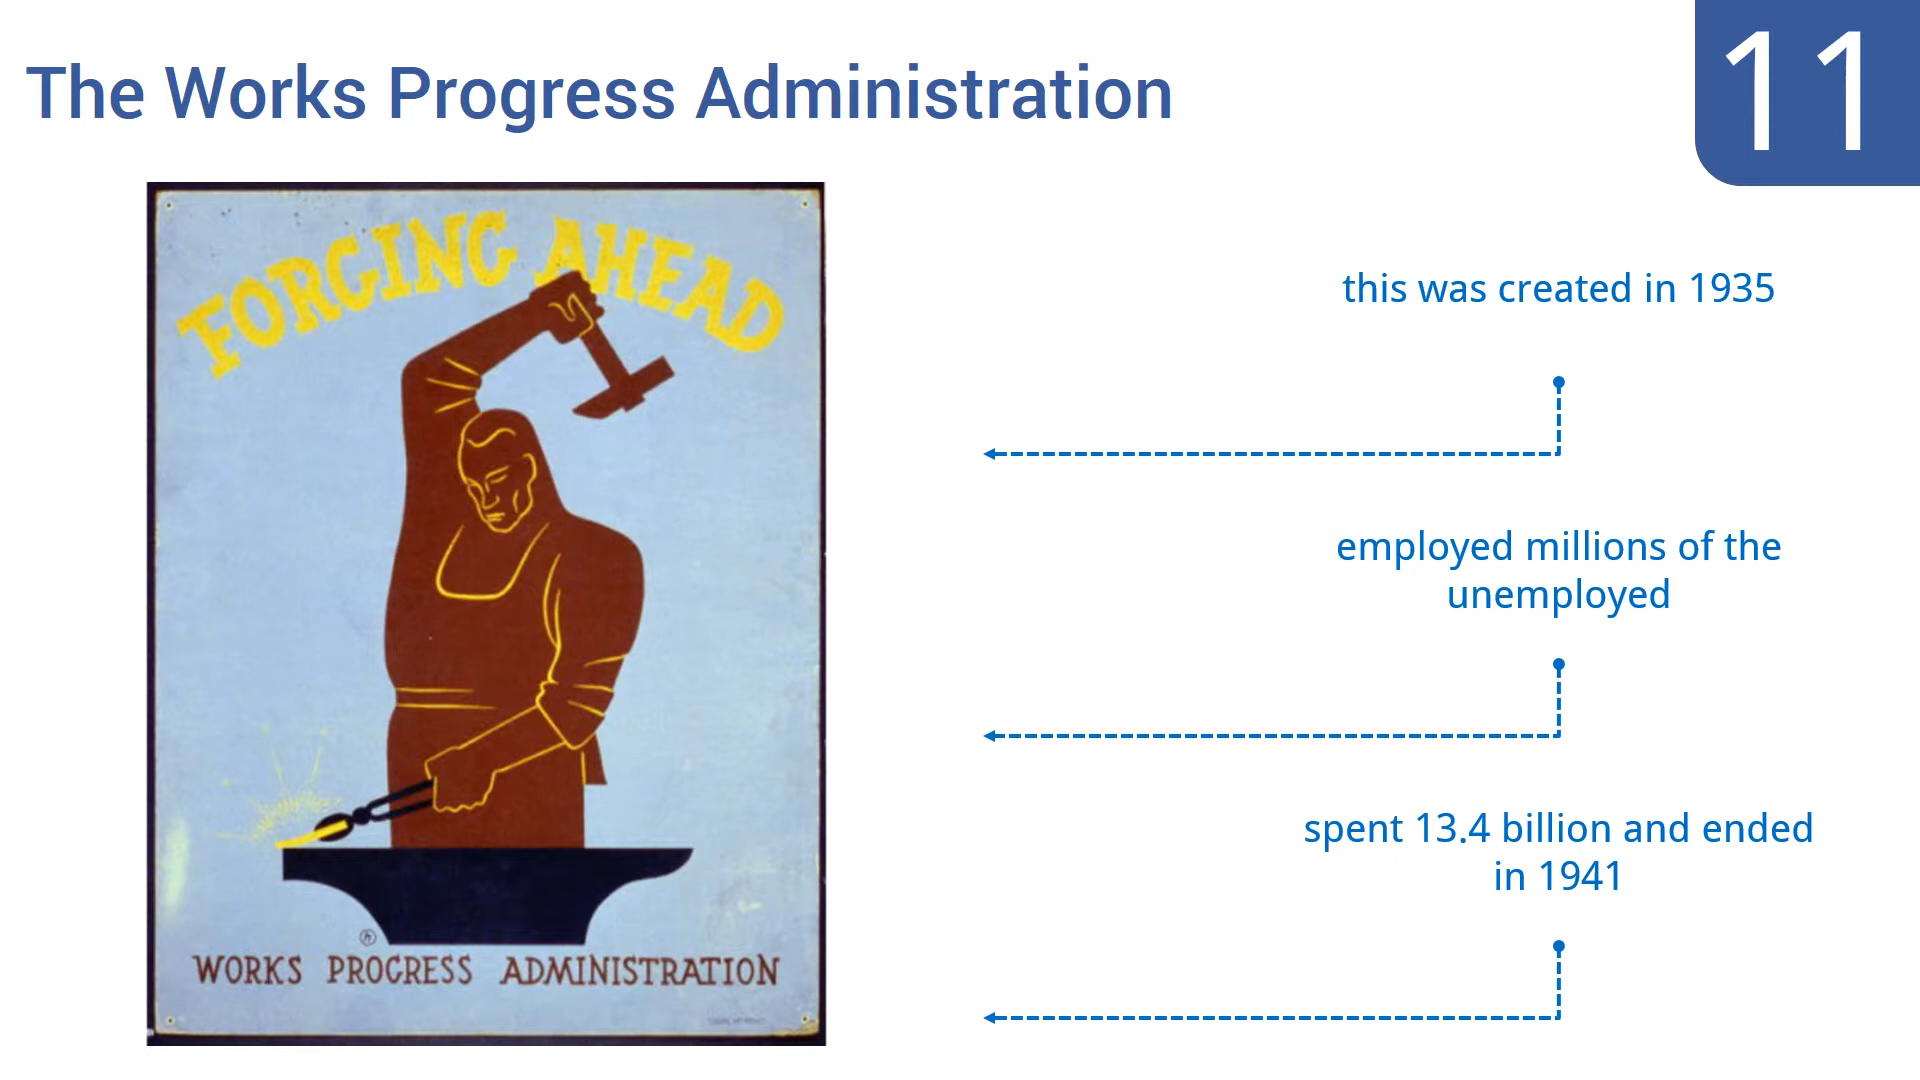 The Works Progress Administration
11
FORGING AHEAD
WORKS PROGRESS ADMINISTRATION
this was created in 1935
employed millions of the
unemployed
spent 13.4 billion and ended
in 1941